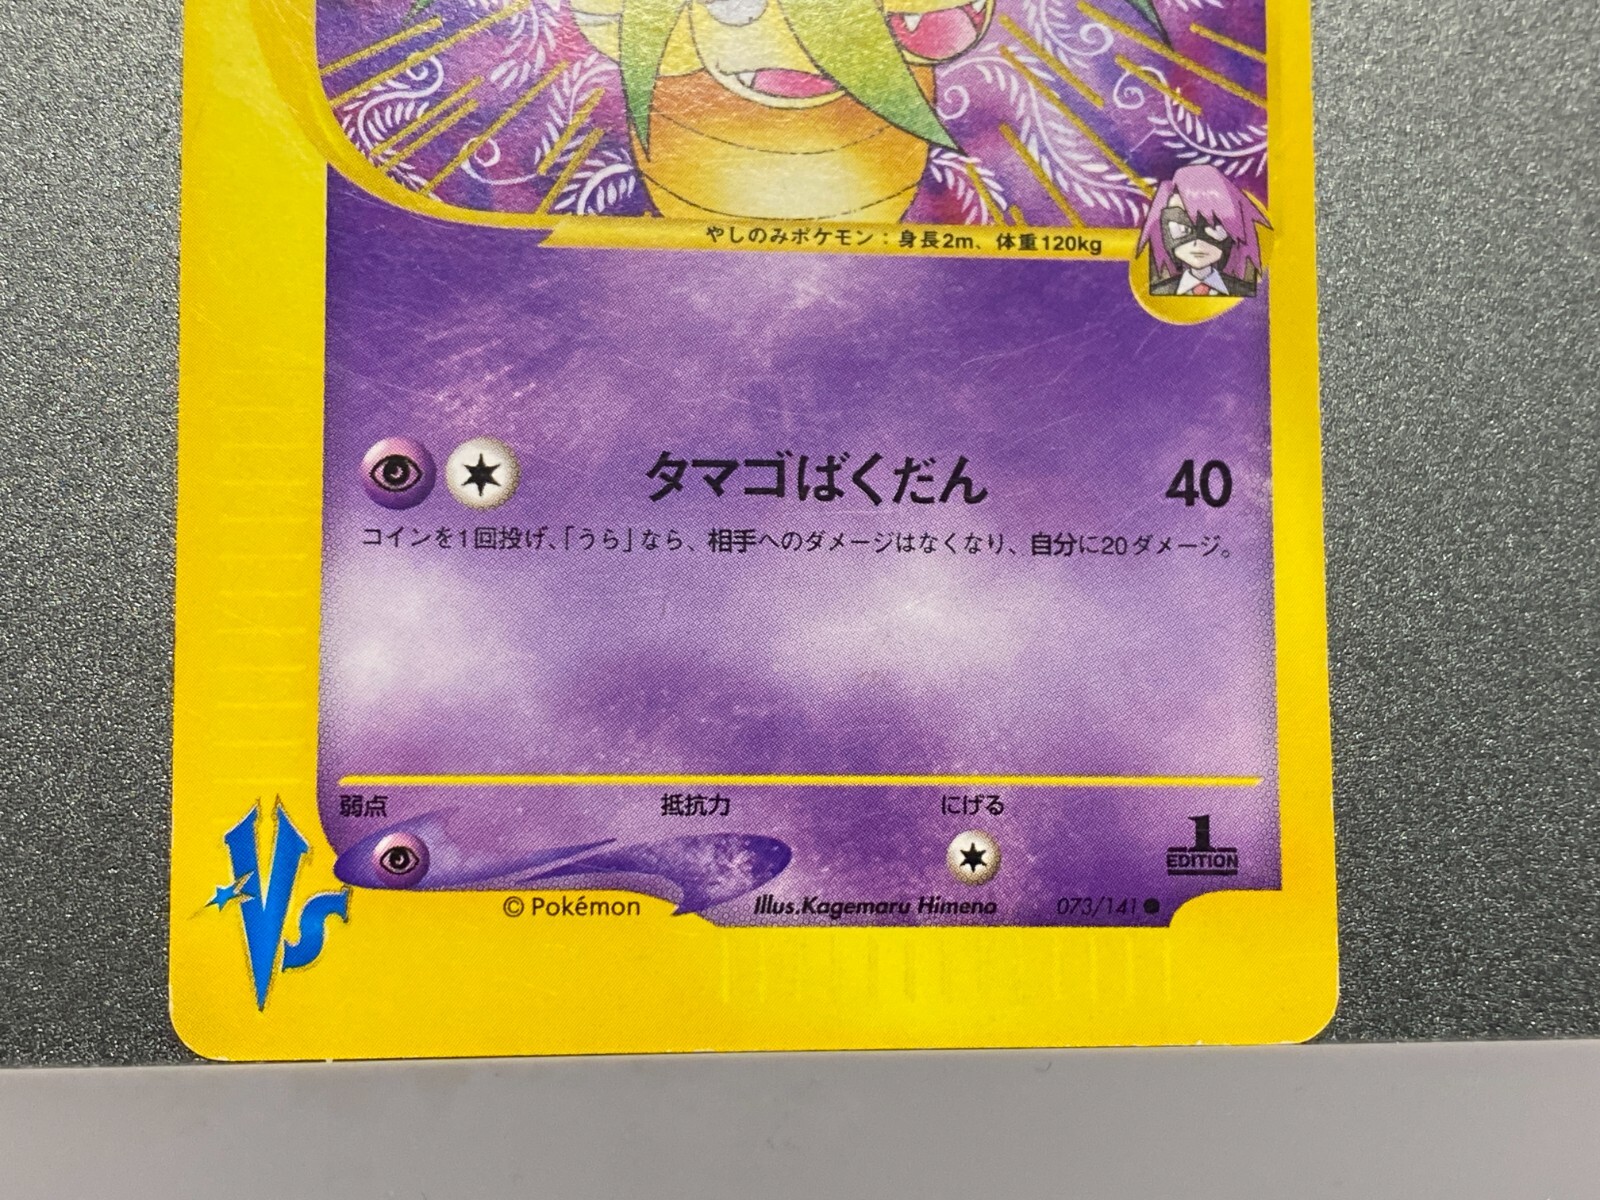 やしのみポケモン：身長2m、体重120kg
タマゴばくだん 40
コインを1回投げ、「うら」なら、相手へのダメージはなくなり、自分に20ダメージ。
弱点 抵抗力 にげる
1 EDITION
Vs
© Pokémon Illus.Kagemaru Himeno 073/141